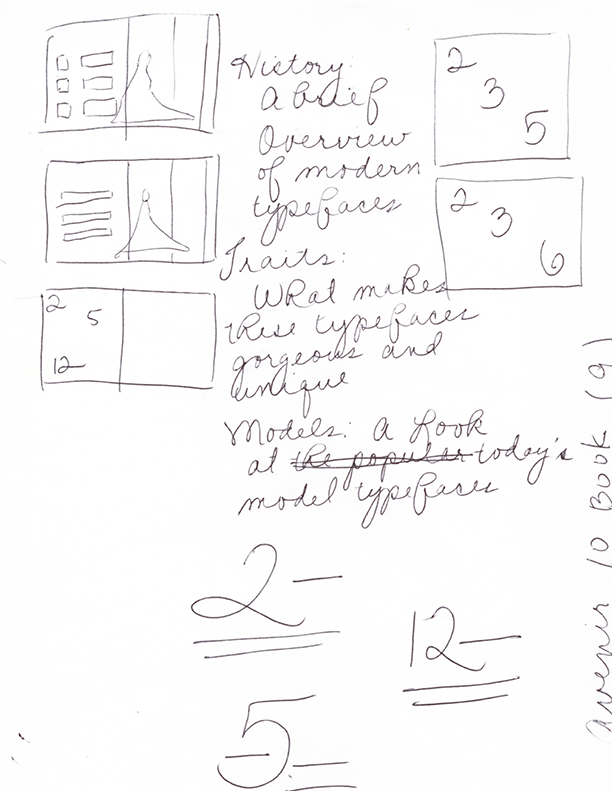 History:
A brief
Overview
of modern
typefaces
Traits:
What makes
these typefaces
gorgeous and
unique
Models: A Look
at the popular today's
model typefaces
2
5
12
2
3
5
2
3
6
2-
12-
-5-
avenir 10 BOOK (9)